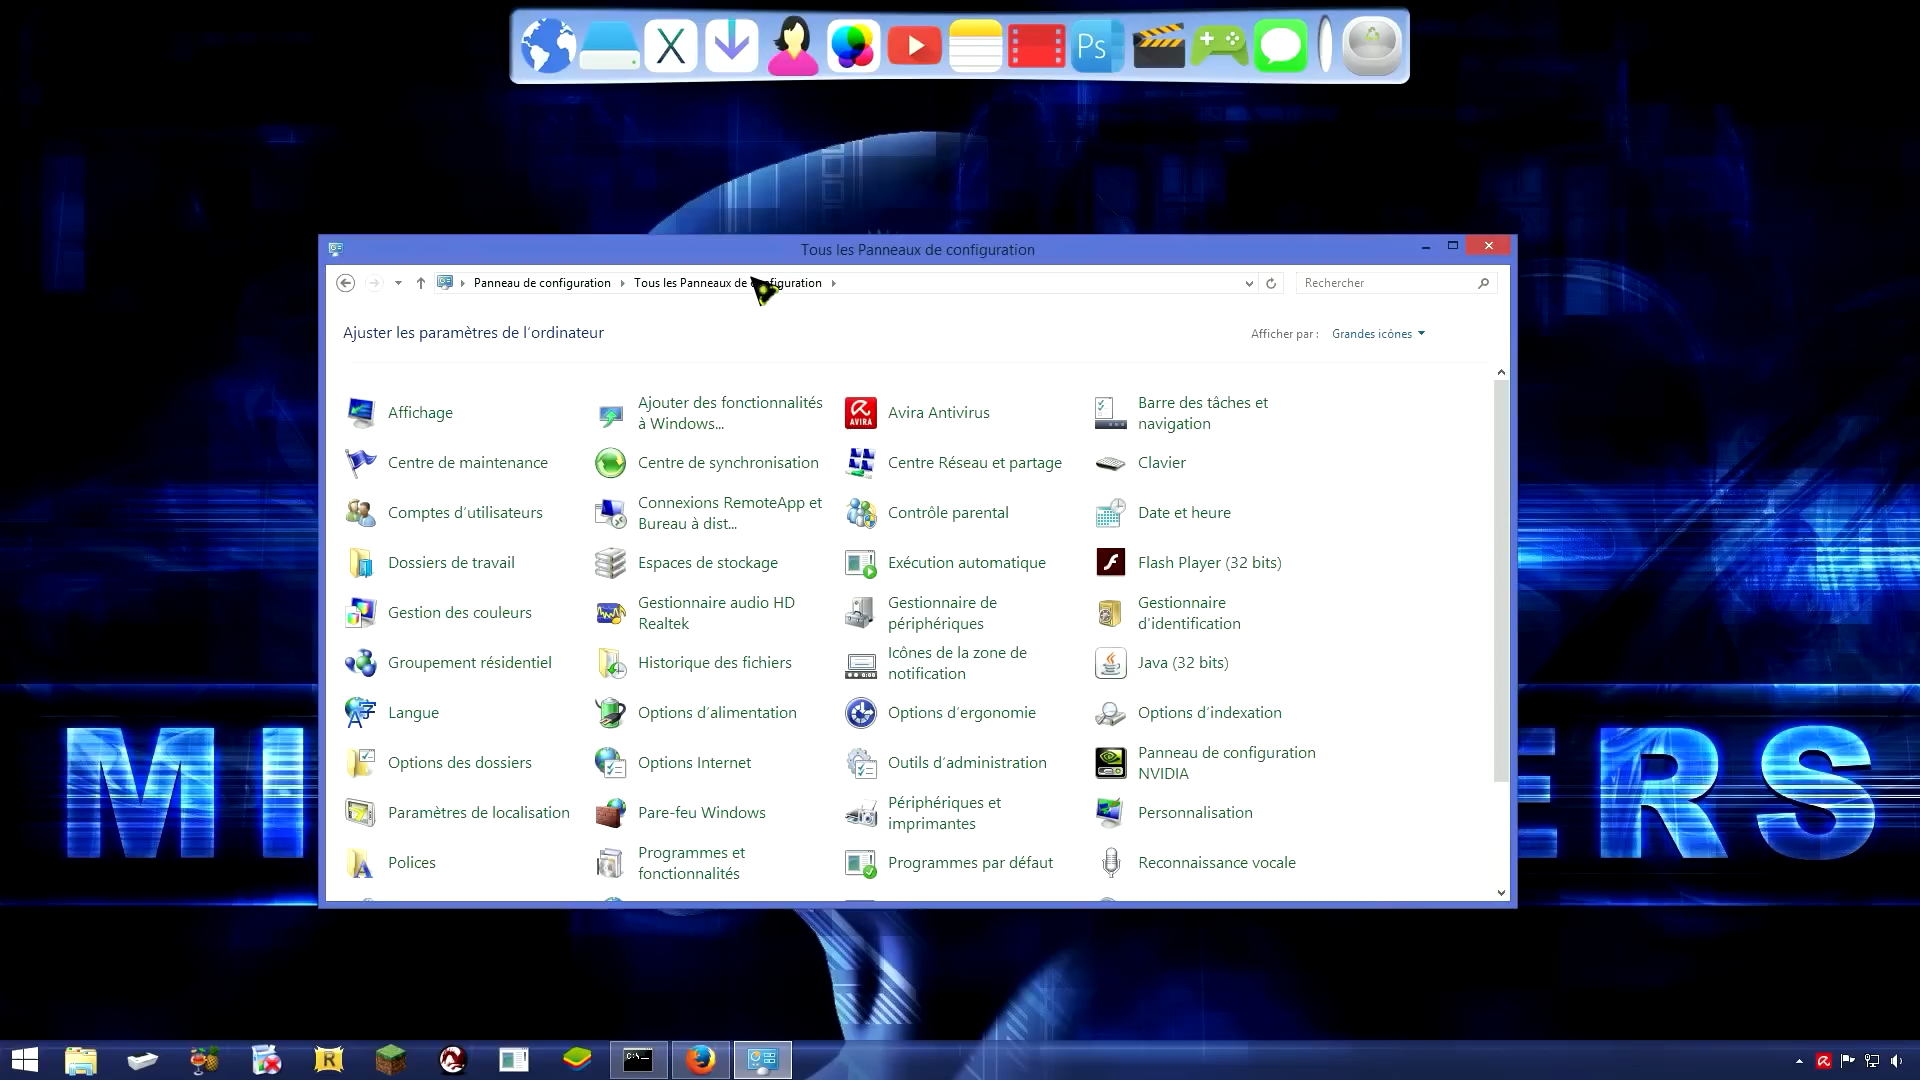 X
Ps
Tous les Panneaux de configuration
Panneau de configuration
Tous les Panneaux de configuration
Rechercher
Ajuster les paramètres de l'ordinateur
Afficher par :
Grandes icônes
Affichage
Ajouter des fonctionnalités
à Windows...
AVIRA
Avira Antivirus
Barre des tâches et
navigation
Centre de maintenance
Centre de synchronisation
Centre Réseau et partage
Clavier
Comptes d'utilisateurs
Connexions RemoteApp et
Bureau à dist...
Contrôle parental
Date et heure
Dossiers de travail
Espaces de stockage
Exécution automatique
Flash Player (32 bits)
Gestion des couleurs
Gestionnaire audio HD
Realtek
Gestionnaire de
périphériques
Gestionnaire
d'identification
Groupement résidentiel
Historique des fichiers
Icônes de la zone de
notification
Java (32 bits)
Langue
Options d'alimentation
Options d'ergonomie
Options d'indexation
Options des dossiers
Options Internet
Outils d'administration
Panneau de configuration
NVIDIA
Paramètres de localisation
Pare-feu Windows
Périphériques et
imprimantes
Personnalisation
Polices
Programmes et
fonctionnalités
Programmes par défaut
Reconnaissance vocale
MI
ERS
R
C:\_